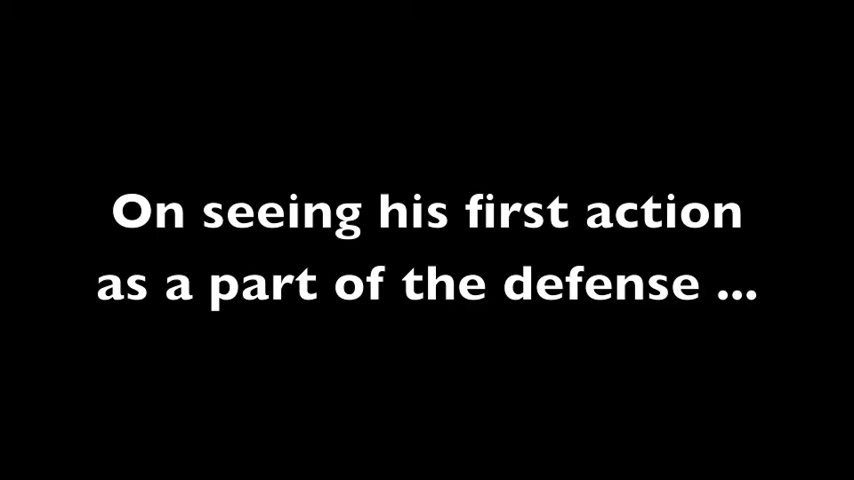 On seeing his first action
as a part of the defense ...